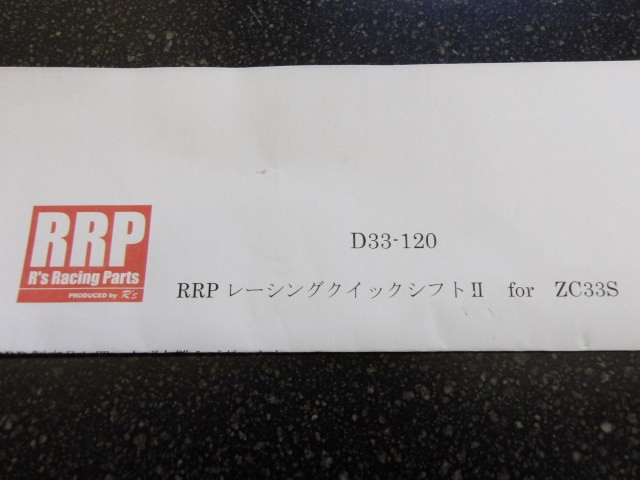 RRP
R's Racing Parts
PRODUCED by R's
D33-120
RRP レーシングクイックシフトⅡ for ZC33S